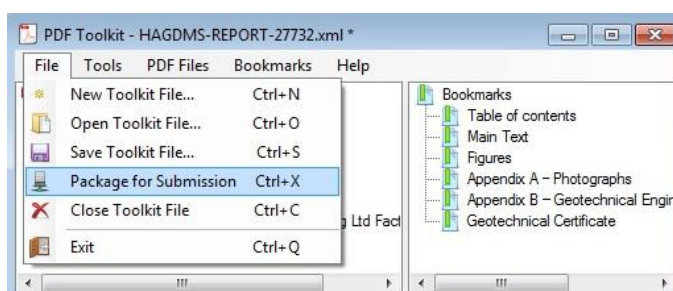 PDF Toolkit - HAGDMS-REPORT-27732.xml *
File Tools PDF Files Bookmarks Help
New Toolkit File... Ctrl+N
Open Toolkit File... Ctrl+O
Save Toolkit File... Ctrl+S
Package for Submission Ctrl+X
Close Toolkit File Ctrl+C
Exit Ctrl+Q
Ltd Fact
Bookmarks
Table of contents
Main Text
Figures
Appendix A – Photographs
Appendix B – Geotechnical Engir
Geotechnical Certificate